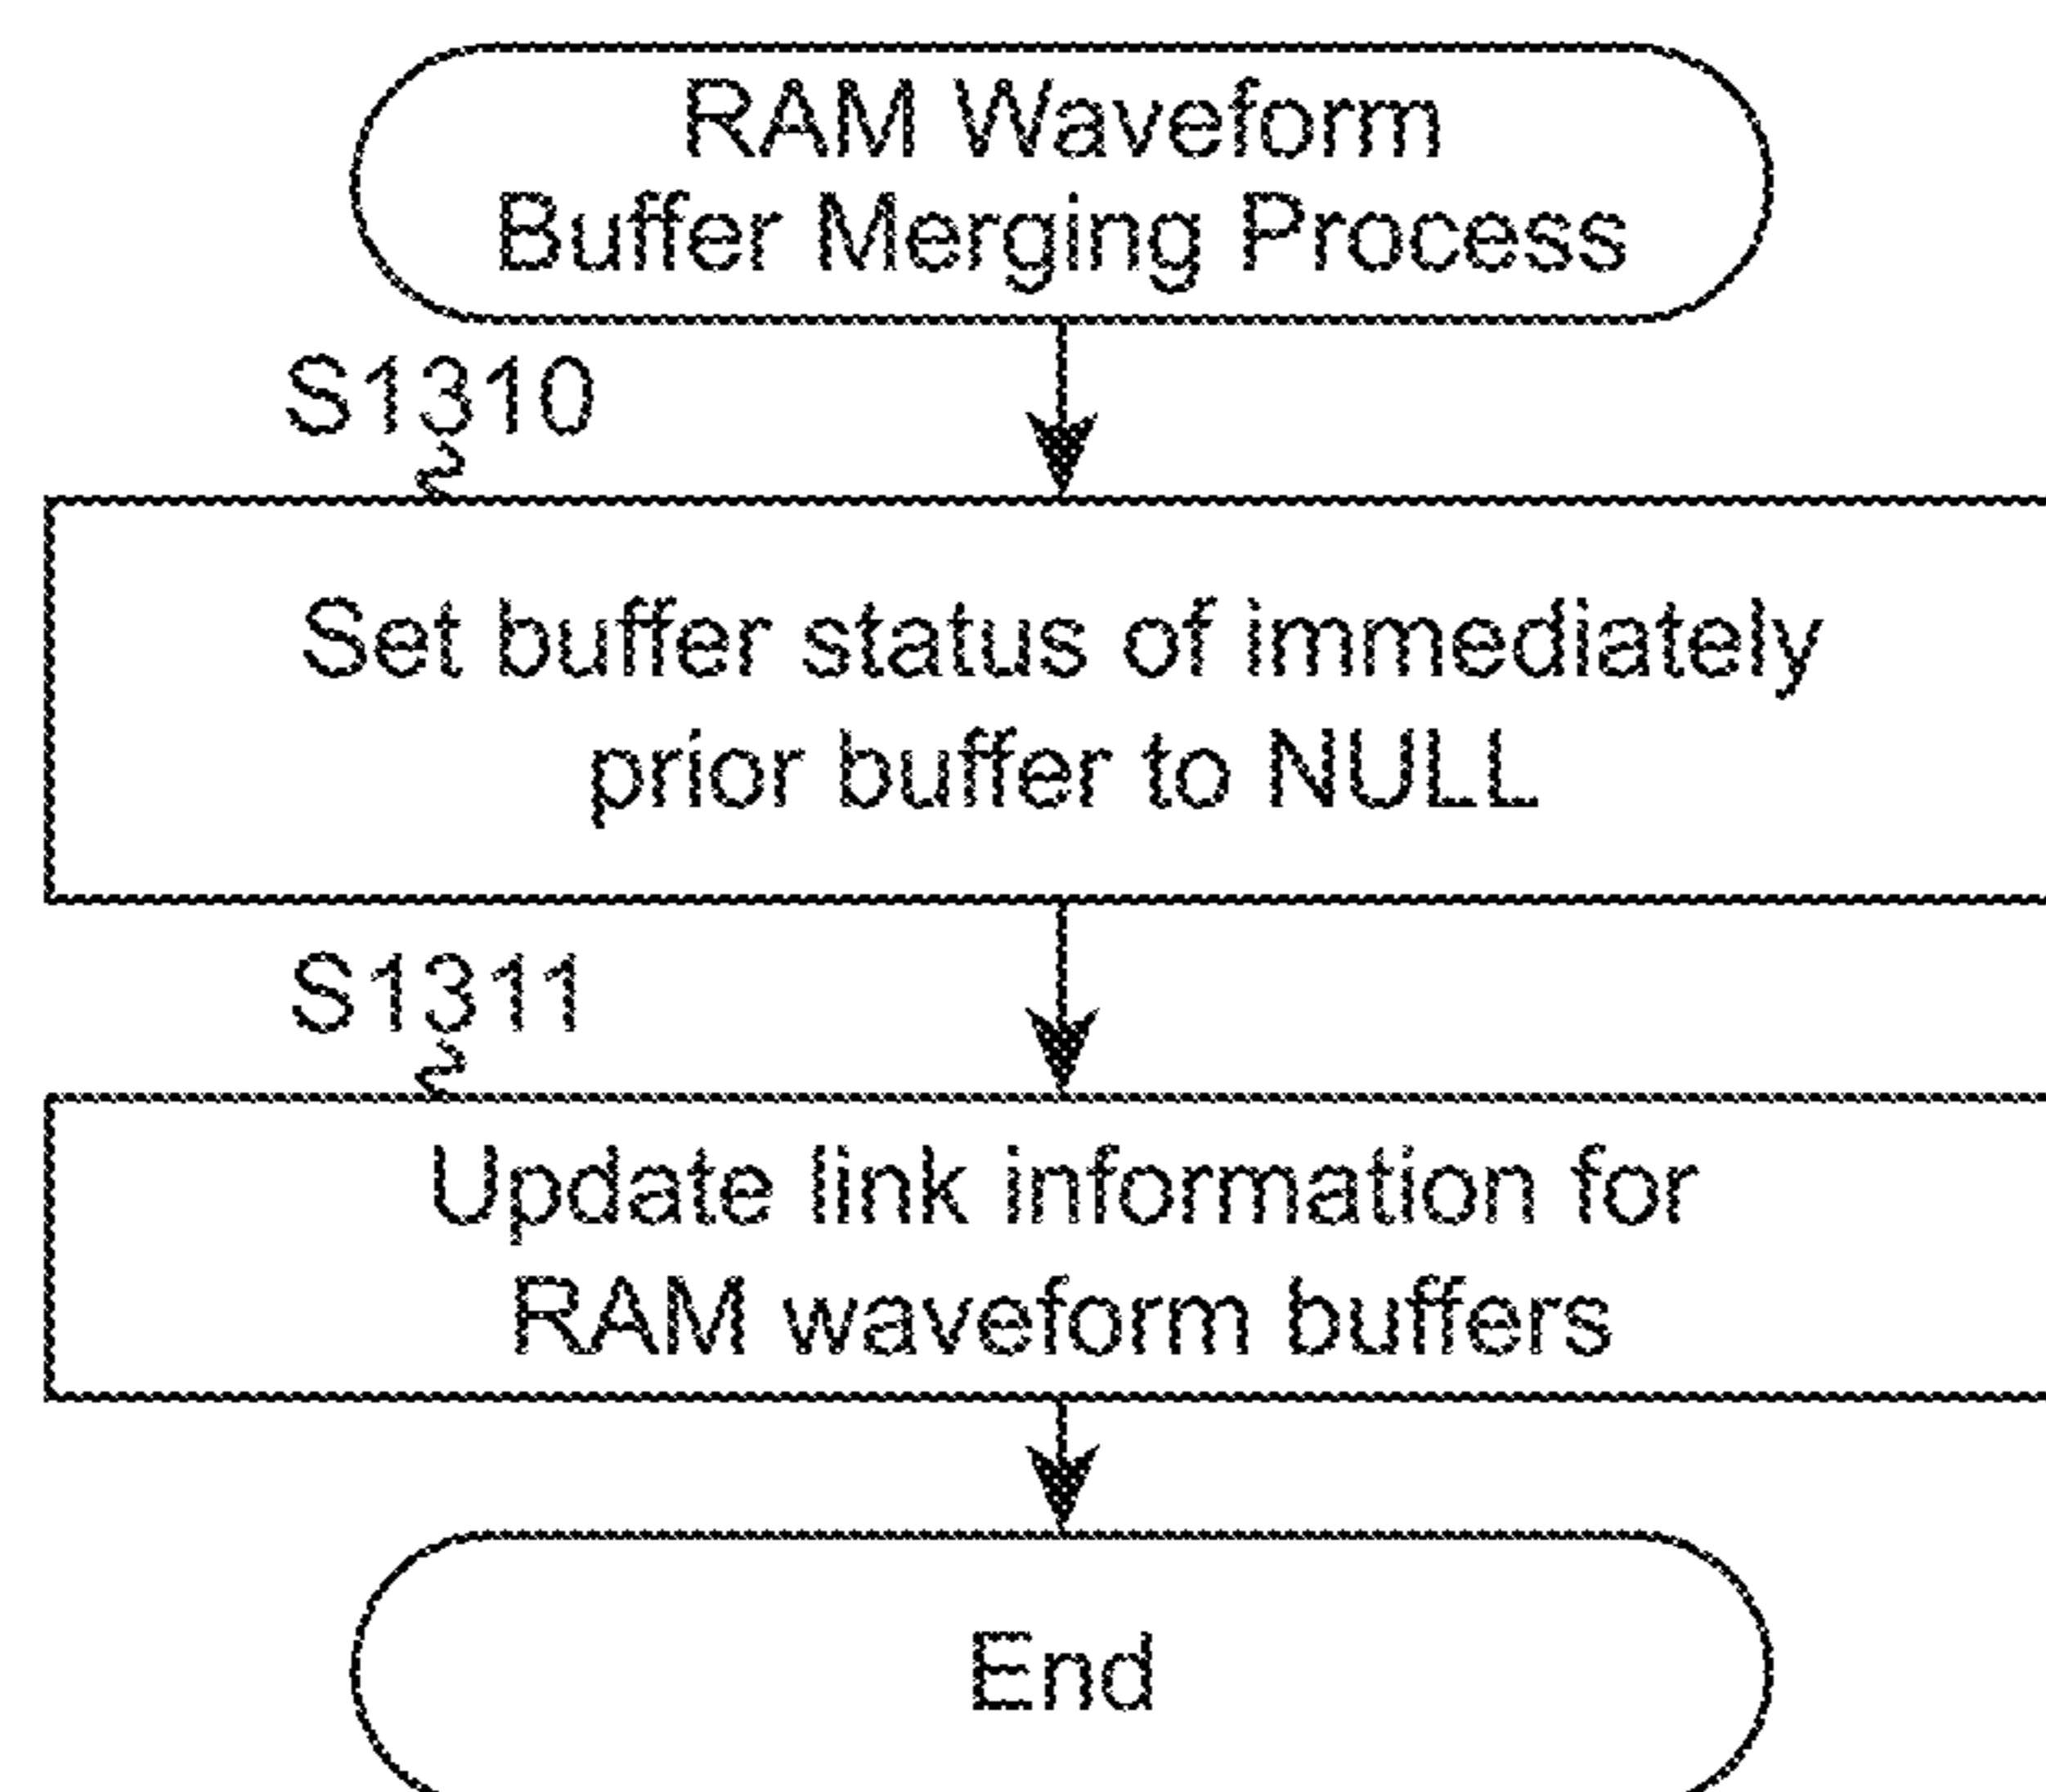 RAM Waveform
Buffer Merging Process
S1310
Set buffer status of immediately
prior buffer to NULL
S1311
Update link information for
RAM waveform buffers
End